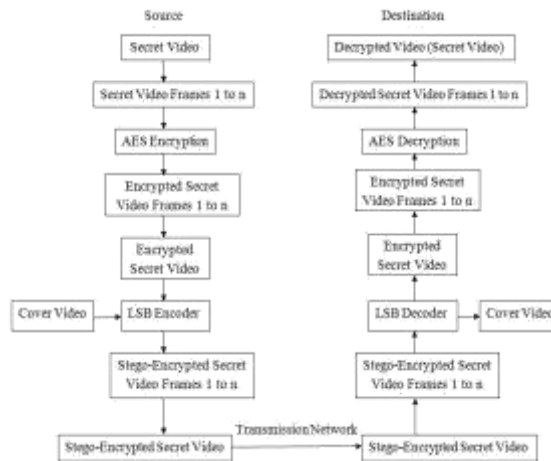 Source
Secret Video
Secret Video Frames 1 to n
AES Encryption
Encrypted Secret
Video Frames 1 to n
Encrypted
Secret Video
Cover Video
LSB Encoder
Stego-Encrypted Secret
Video Frames 1 to n
Stego-Encrypted Secret Video
Transmission Network
Destination
Decrypted Video (Secret Video)
Decrypted Secret Video Frames 1 to n
AES Decryption
Encrypted Secret
Video Frames 1 to n
Encrypted
Secret Video
LSB Decoder
Cover Video
Stego-Encrypted Secret
Video Frames 1 to n
Stego-Encrypted Secret Video